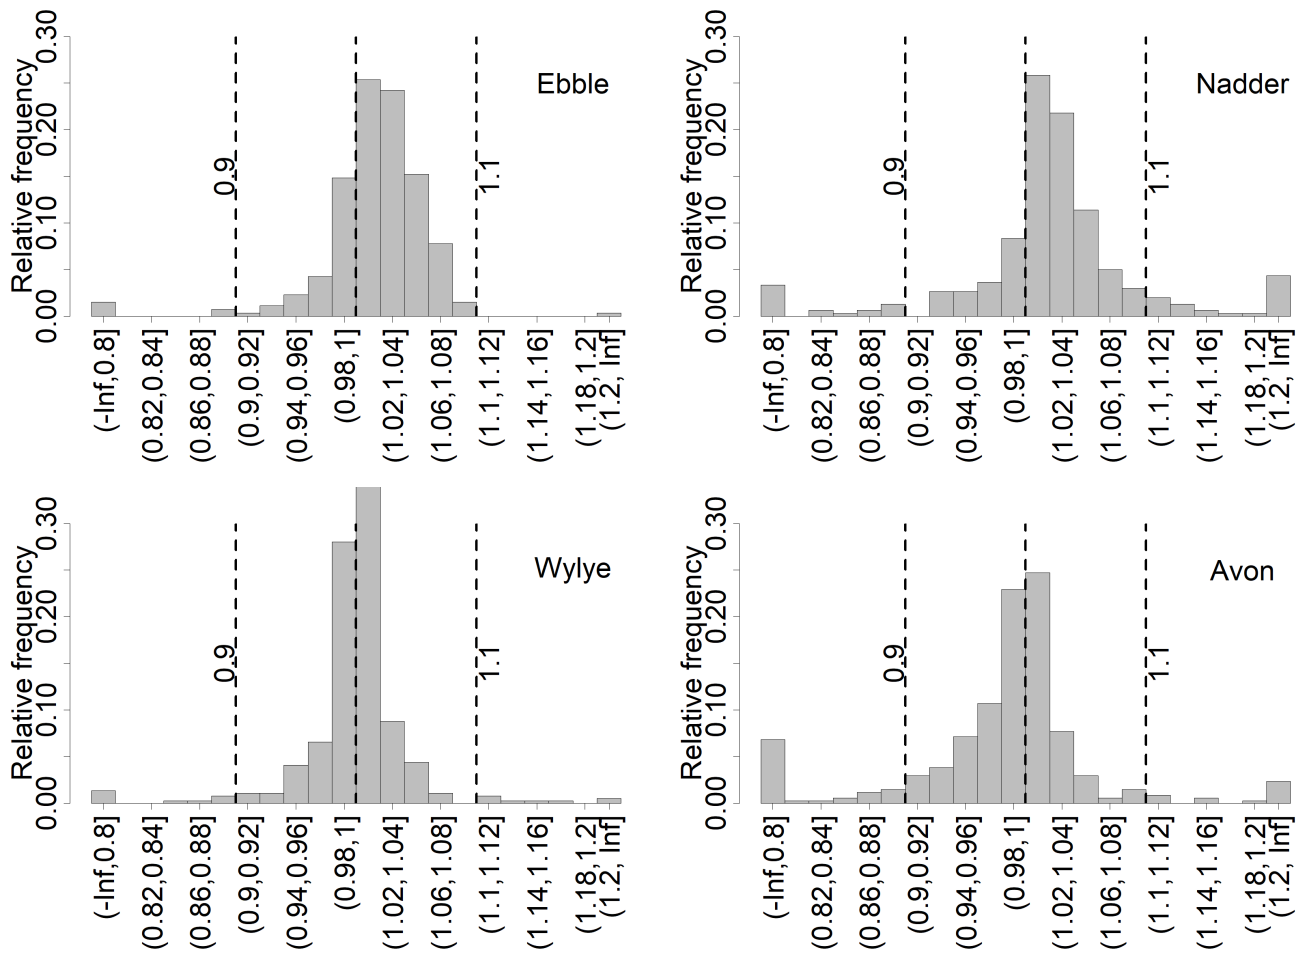 Ebble
Relative frequency
0.00 0.10 0.20 0.30
0.9
1.1
(-Inf,0.8]
(0.82,0.84]
(0.86,0.88]
(0.9,0.92]
(0.94,0.96]
(0.98,1]
(1.02,1.04]
(1.06,1.08]
(1.1,1.12]
(1.14,1.16]
(1.18,1.2]
(1.2, Inf]
Nadder
Relative frequency
0.00 0.10 0.20 0.30
0.9
1.1
(-Inf,0.8]
(0.82,0.84]
(0.86,0.88]
(0.9,0.92]
(0.94,0.96]
(0.98,1]
(1.02,1.04]
(1.06,1.08]
(1.1,1.12]
(1.14,1.16]
(1.18,1.2]
(1.2, Inf]
Wylye
Relative frequency
0.00 0.10 0.20 0.30
0.9
1.1
(-Inf,0.8]
(0.82,0.84]
(0.86,0.88]
(0.9,0.92]
(0.94,0.96]
(0.98,1]
(1.02,1.04]
(1.06,1.08]
(1.1,1.12]
(1.14,1.16]
(1.18,1.2]
(1.2, Inf]
Avon
Relative frequency
0.00 0.10 0.20 0.30
0.9
1.1
(-Inf,0.8]
(0.82,0.84]
(0.86,0.88]
(0.9,0.92]
(0.94,0.96]
(0.98,1]
(1.02,1.04]
(1.06,1.08]
(1.1,1.12]
(1.14,1.16]
(1.18,1.2]
(1.2, Inf]